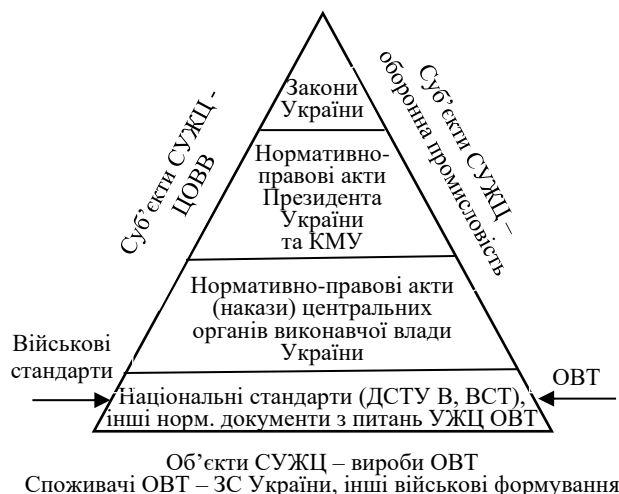 Закони
України
Суб’єкти СУЖЦ -
ЦОВВ
Суб’єкти СУЖЦ –
оборонна промисловість
Нормативно-
правові акти
Президента
України
та КМУ
Нормативно-правові акти
(накази) центральних
органів виконавчої влади
України
Військові
стандарти
ОВТ
Національні стандарти (ДСТУ В, ВСТ),
інші норм. документи з питань УЖЦ ОВТ
Об’єкти СУЖЦ – вироби ОВТ
Споживачі ОВТ – ЗС України, інші військові формування